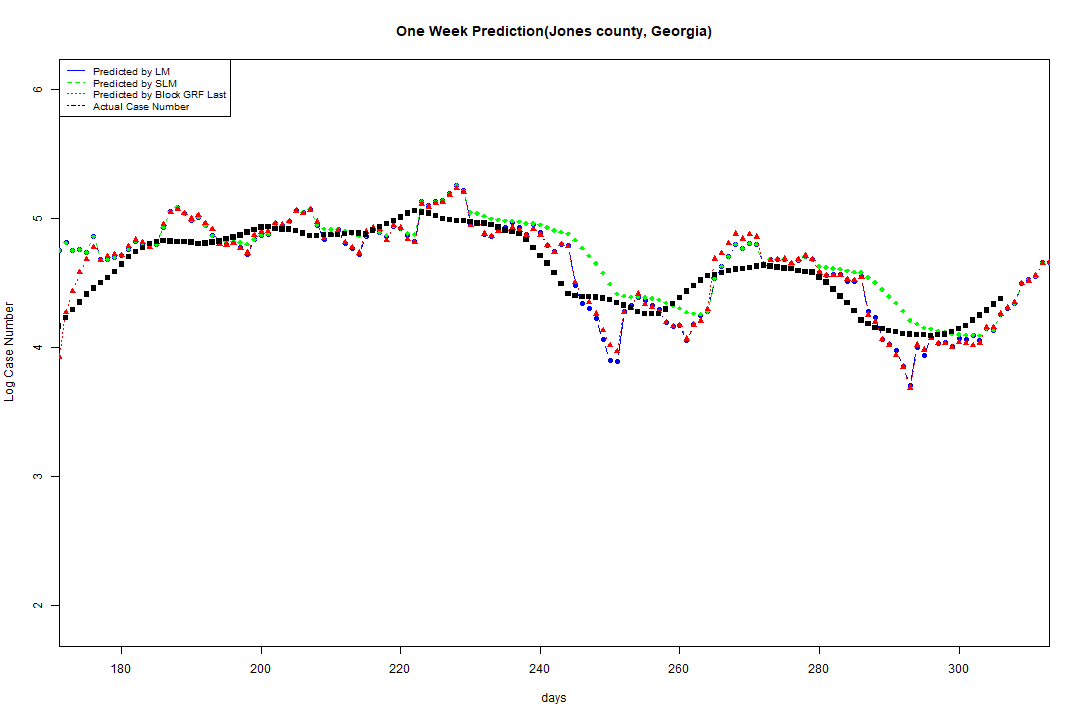 One Week Prediction(Jones county, Georgia)
Predicted by LM
Predicted by SLM
Predicted by Block GRF Last
Actual Case Number
6
5
4
3
2
Log Case Number
180 200 220 240 260 280 300
days